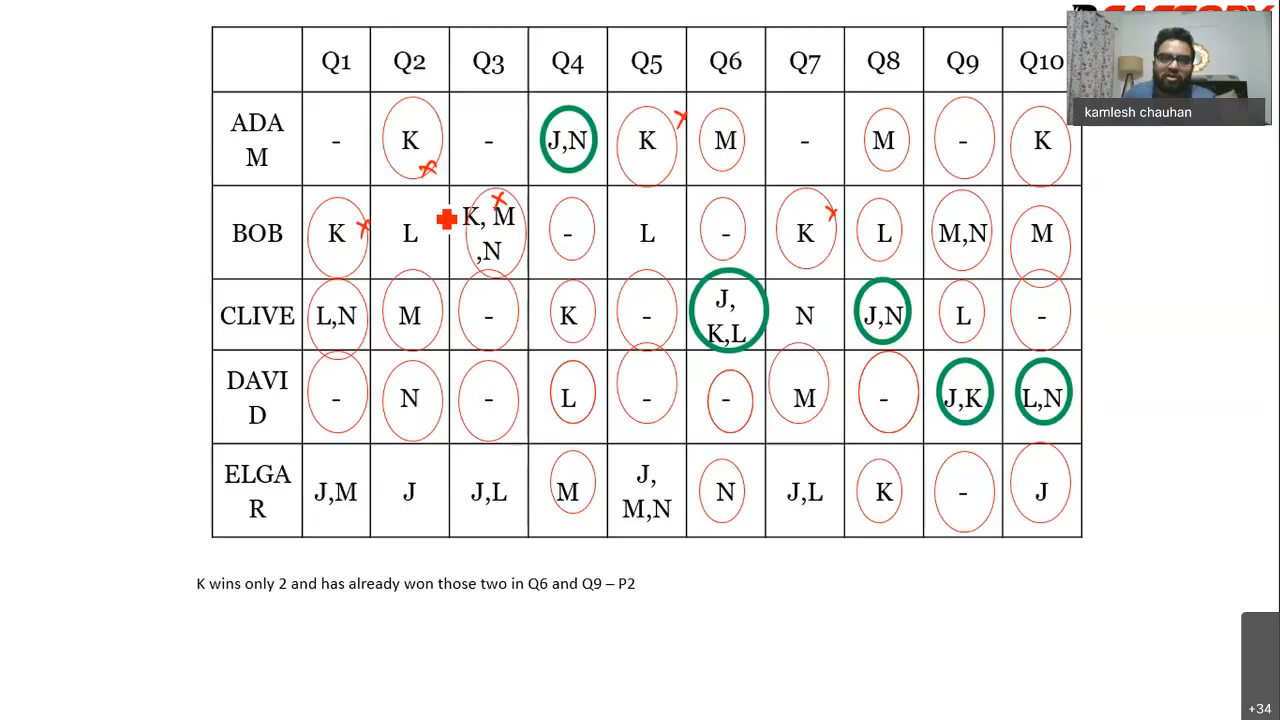 Q1 Q2 Q3 Q4 Q5 Q6 Q7 Q8 Q9 Q10
kamlesh chauhan
ADA
M
- K - J,N K M - M - K
BOB K L K, M
,N
- L - K L M,N M
CLIVE L,N M - K - J,
K,L
N J,N L -
DAVI
D
- N - L - - M - J,K L,N
ELGA
R
J,M J J,L M J,
M,N
N J,L K - J
K wins only 2 and has already won those two in Q6 and Q9 – P2
+34